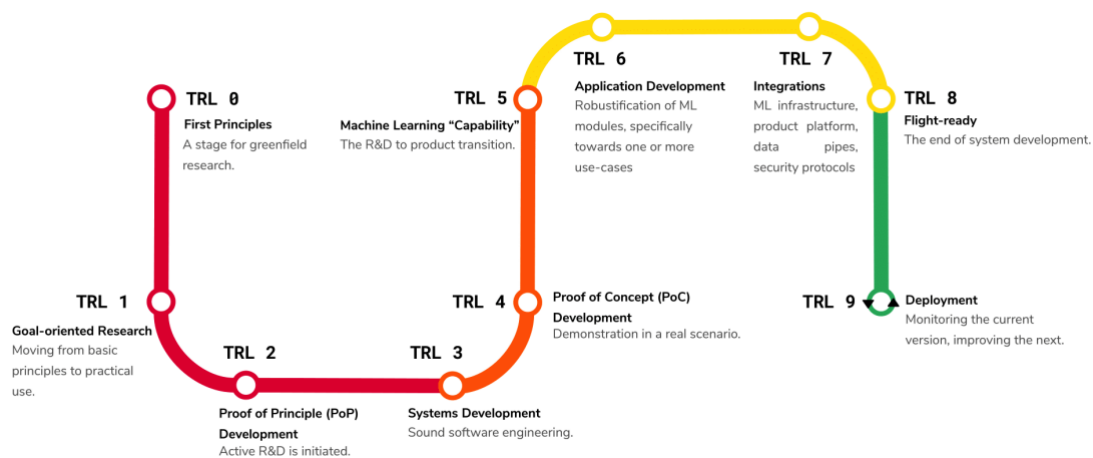 TRL 0
First Principles
A stage for greenfield
research.
TRL 1
Goal-oriented Research
Moving from basic
principles to practical
use.
TRL 2
Proof of Principle (PoP)
Development
Active R&D is initiated.
TRL 3
Systems Development
Sound software engineering.
TRL 4
Proof of Concept (PoC)
Development
Demonstration in a real scenario.
TRL 5
Machine Learning “Capability”
The R&D to product transition.
TRL 6
Application Development
Robustification of ML
modules, specifically
towards one or more
use-cases
TRL 7
Integrations
ML infrastructure,
product platform,
data pipes,
security protocols
TRL 8
Flight-ready
The end of system development.
TRL 9
Deployment
Monitoring the current
version, improving the next.